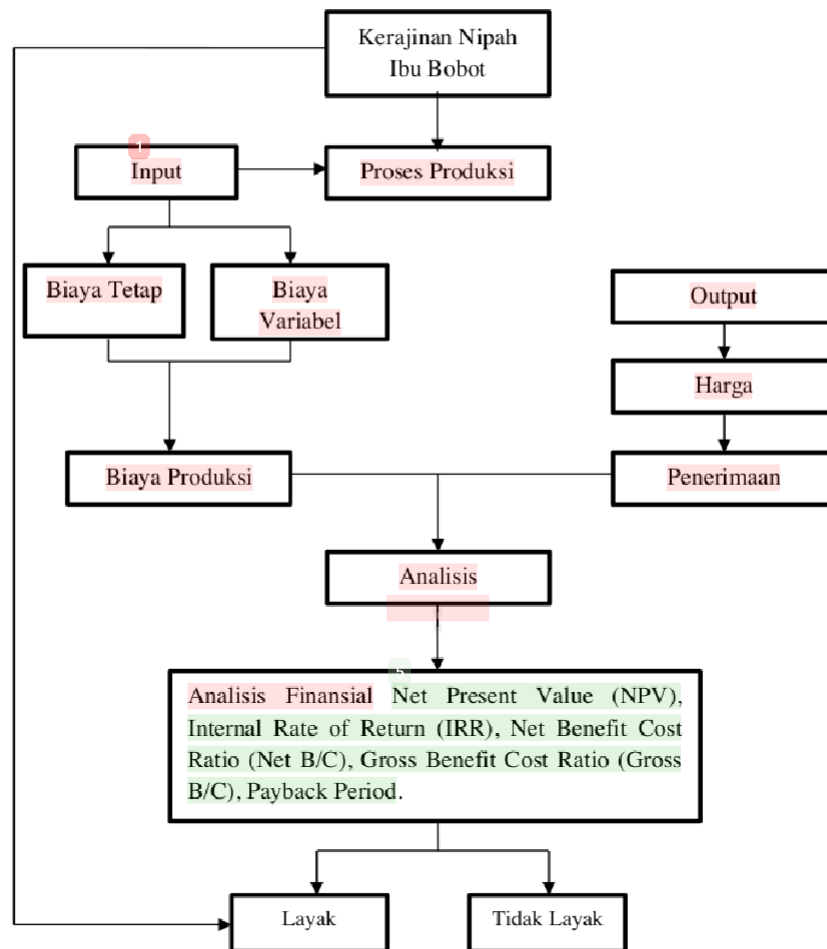 Kerajinan Nipah
Ibu Bobot
1
Input
Proses Produksi
Biaya Tetap
Biaya
Variabel
Output
Harga
Biaya Produksi
Penerimaan
Analisis
5
Analisis Finansial Net Present Value (NPV),
Internal Rate of Return (IRR), Net Benefit Cost
Ratio (Net B/C), Gross Benefit Cost Ratio (Gross
B/C), Payback Period.
Layak
Tidak Layak